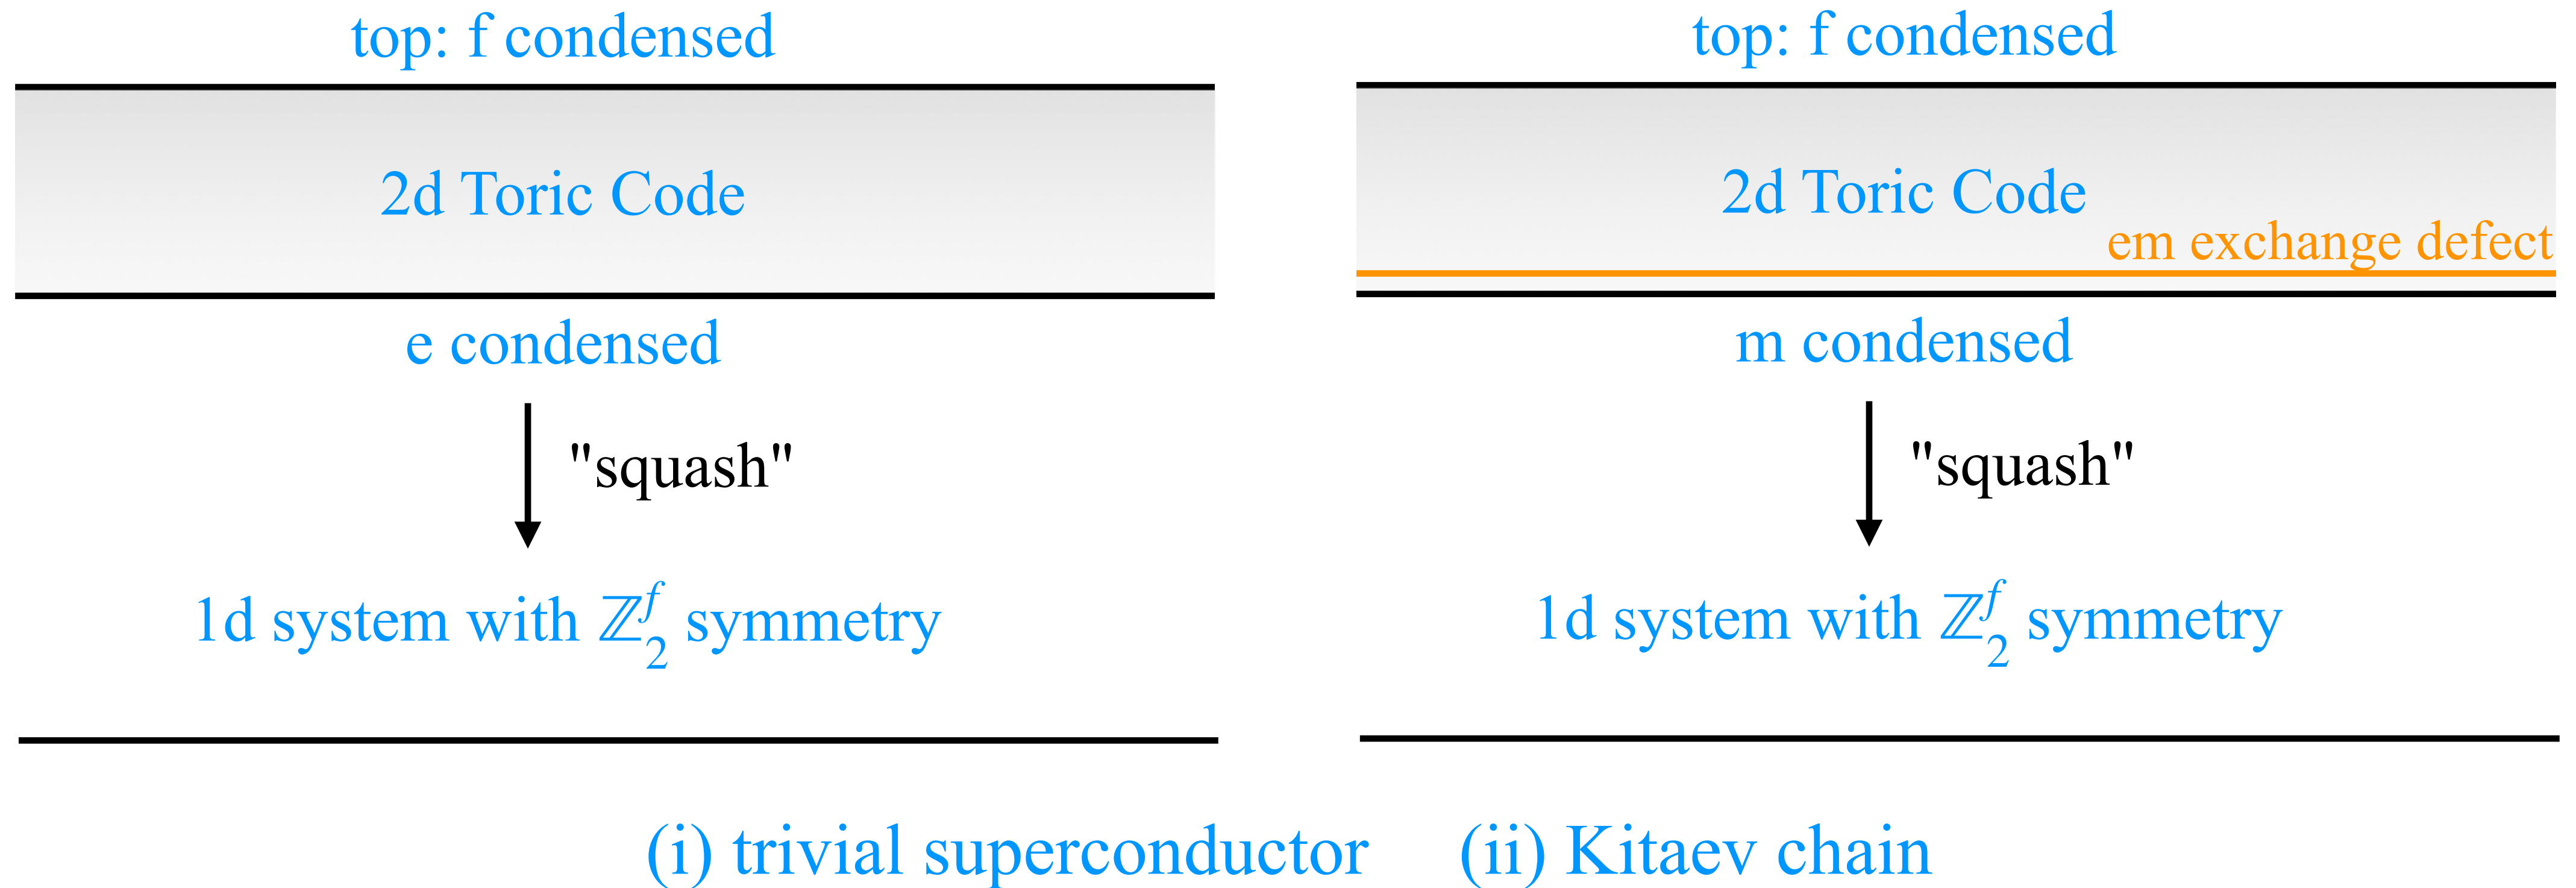 top: f condensed
2d Toric Code
e condensed
"squash"
1d system with ℤ₂ᶠ symmetry
top: f condensed
2d Toric Code
em exchange defect
m condensed
"squash"
1d system with ℤ₂ᶠ symmetry
(i) trivial superconductor (ii) Kitaev chain